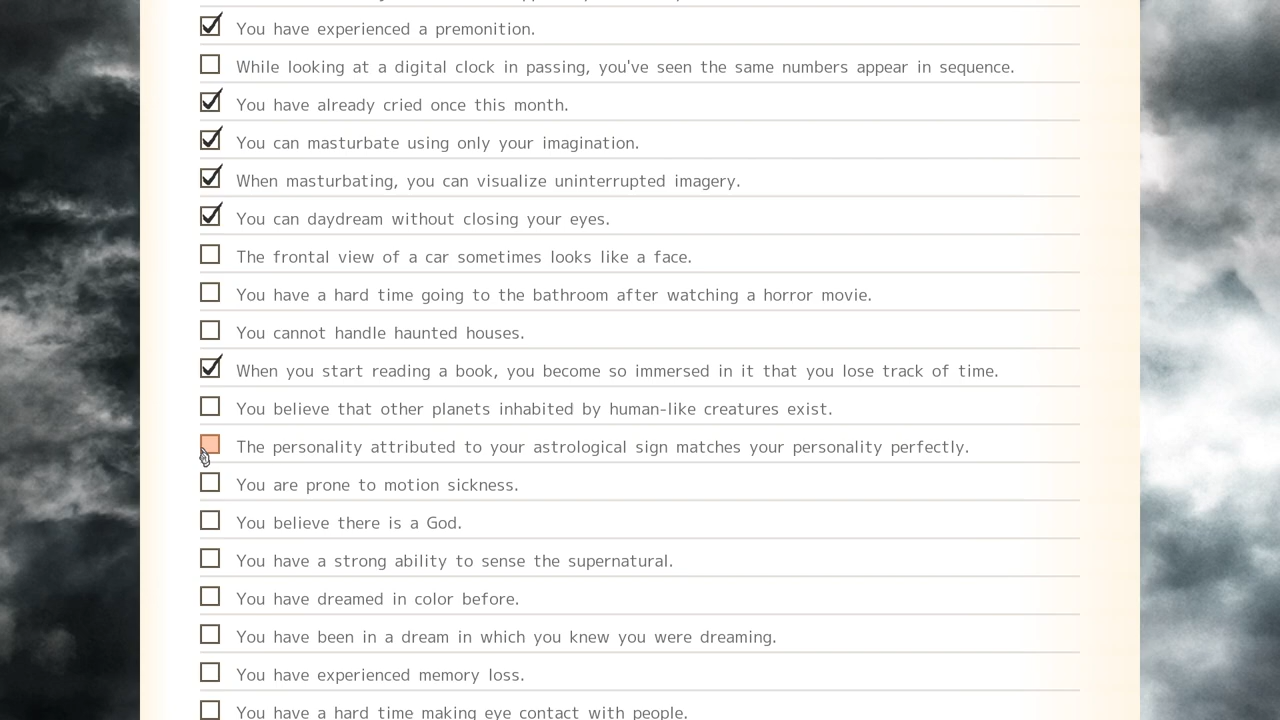 You have experienced a premonition.
While looking at a digital clock in passing, you've seen the same numbers appear in sequence.
You have already cried once this month.
You can masturbate using only your imagination.
When masturbating, you can visualize uninterrupted imagery.
You can daydream without closing your eyes.
The frontal view of a car sometimes looks like a face.
You have a hard time going to the bathroom after watching a horror movie.
You cannot handle haunted houses.
When you start reading a book, you become so immersed in it that you lose track of time.
You believe that other planets inhabited by human-like creatures exist.
The personality attributed to your astrological sign matches your personality perfectly.
You are prone to motion sickness.
You believe there is a God.
You have a strong ability to sense the supernatural.
You have dreamed in color before.
You have been in a dream in which you knew you were dreaming.
You have experienced memory loss.
You have a hard time making eye contact with people.